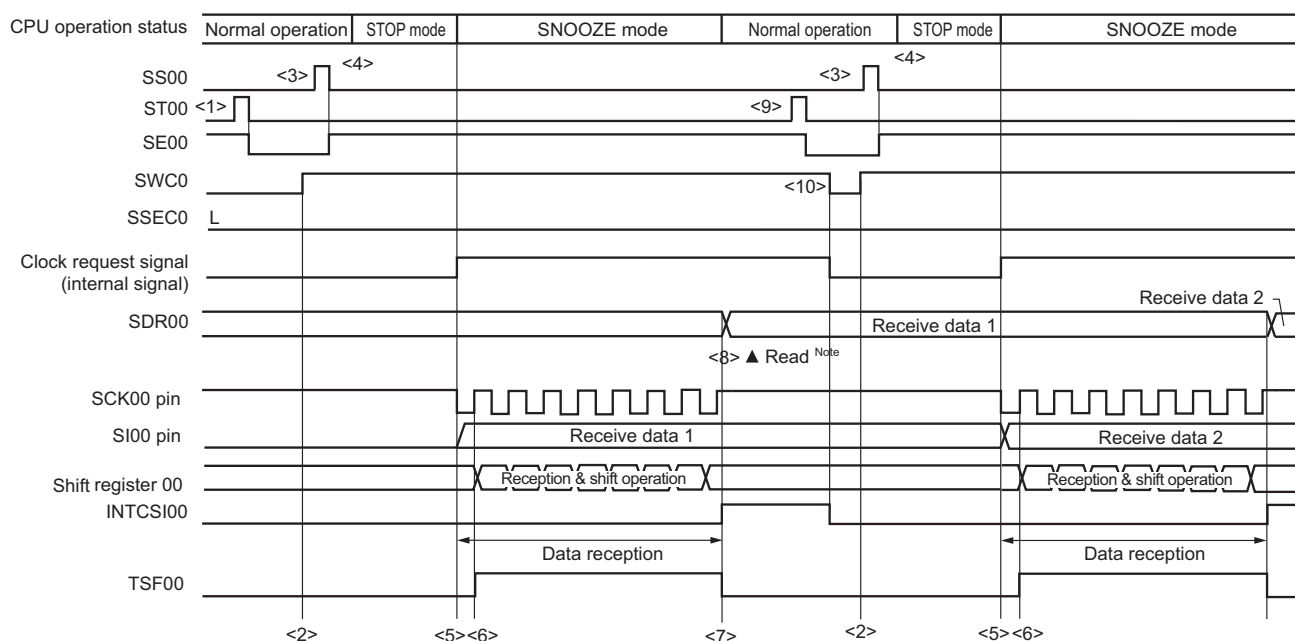 CPU operation status Normal operation STOP mode SNOOZE mode Normal operation STOP mode SNOOZE mode
SS00 <3> <4> <3> <4>
ST00 <1> <9>
SE00
SWC0 <10>
SSEC0 L
Clock request signal
(internal signal)
Receive data 2
SDR00 Receive data 1
<8> ▲ Read Note
SCK00 pin
SI00 pin Receive data 1 Receive data 2
Shift register 00 Reception & shift operation Reception & shift operation
INTCSI00
Data reception Data reception
TSF00
<2> <5> <6> <7> <2> <5> <6>